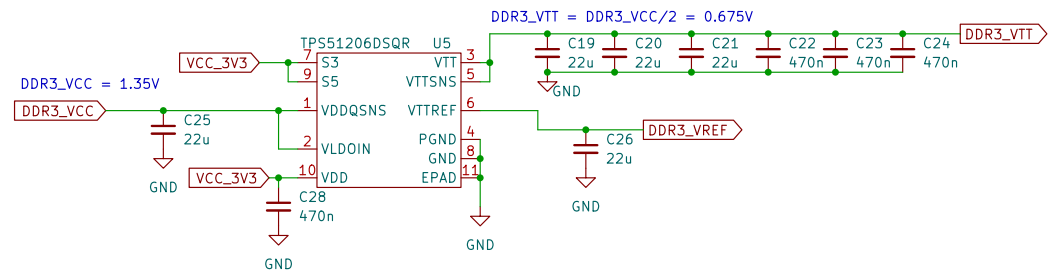 DDR3_VTT = DDR3_VCC/2 = 0.675V
TPS51206DSQR U5
VCC_3V3
7 S3
9 S5
DDR3_VCC = 1.35V
DDR3_VCC
1 VDDQSNS
2 VLDOIN
VCC_3V3
10 VDD
VTT 3
VTTSNS 5
VTTREF 6
PGND 4
GND 8
EPAD 11
C25
22u
GND
C28
470n
GND
GND
C19
22u
C20
22u
C21
22u
C22
470n
C23
470n
C24
470n
GND
DDR3_VTT
DDR3_VREF
C26
22u
GND